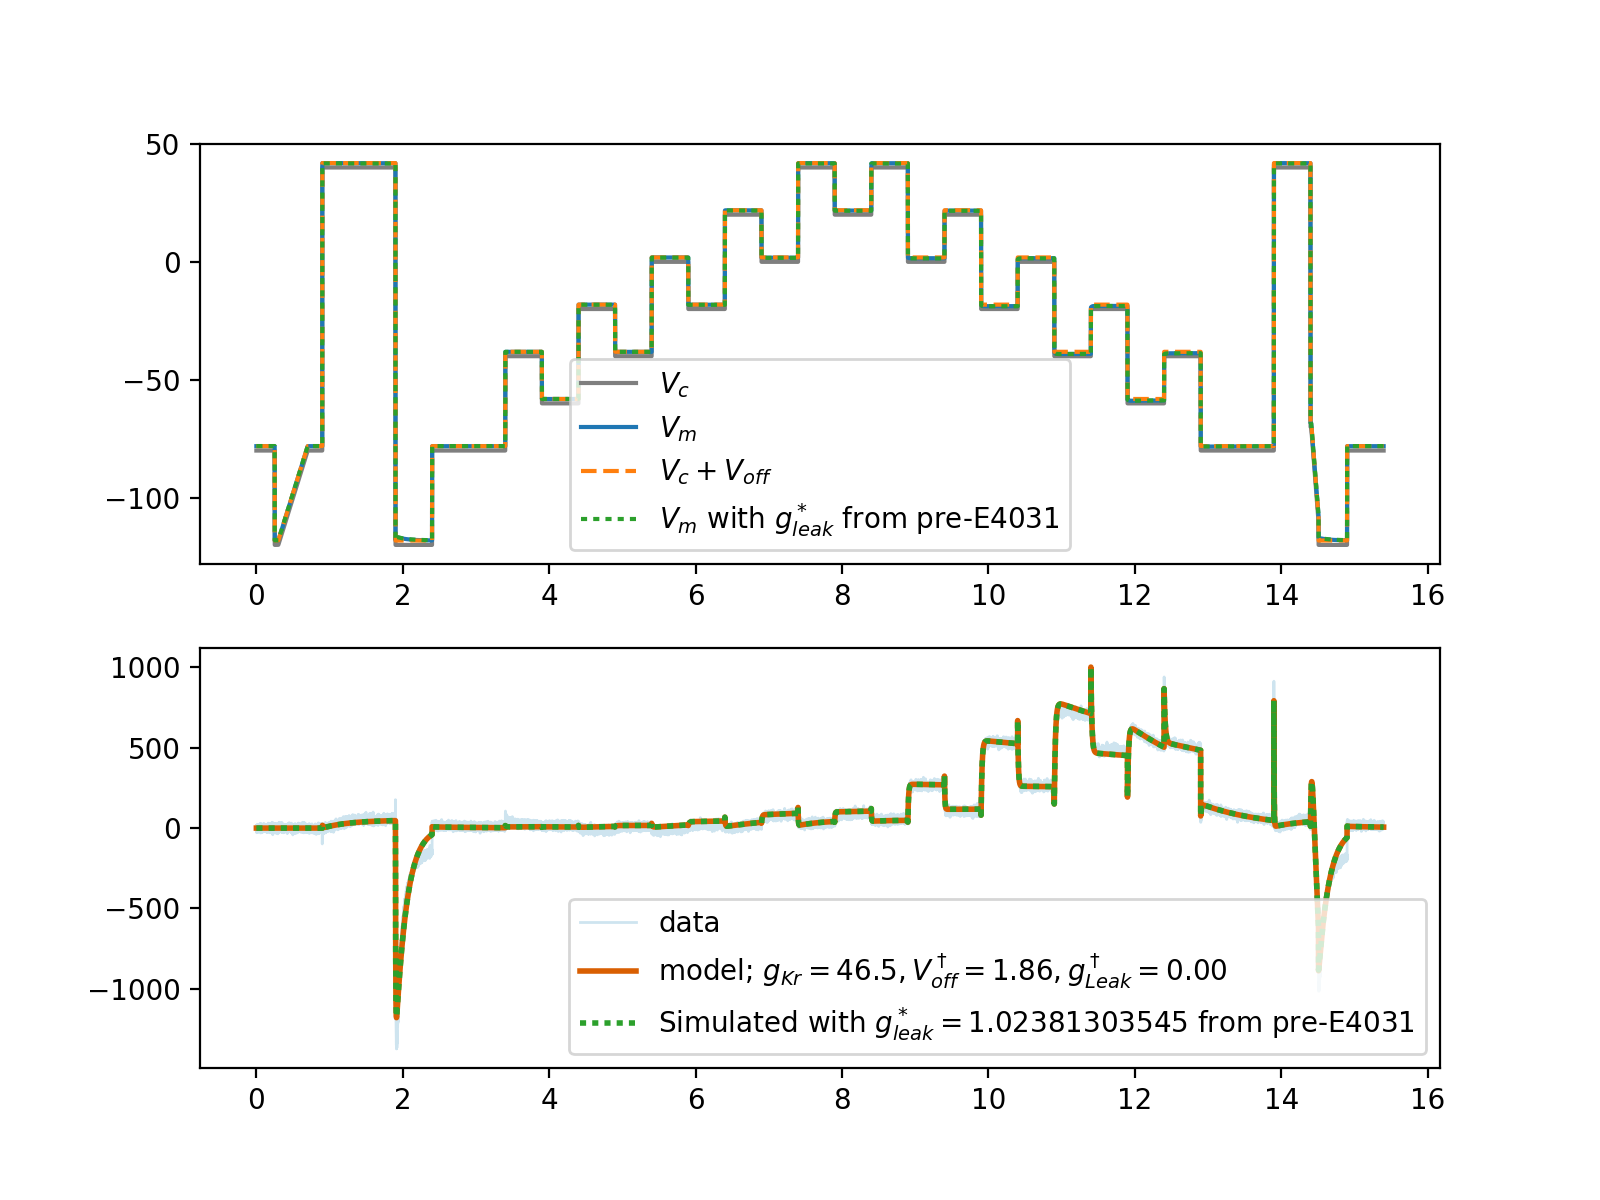 50
0
−50
−100
V_c
V_m
V_c + V_off
V_m with g*_leak from pre-E4031
0 2 4 6 8 10 12 14 16
1000
500
0
−500
−1000
data
model; g_Kr = 46.5, V†_off = 1.86, g†_Leak = 0.00
Simulated with g*_leak = 1.02381303545 from pre-E4031
0 2 4 6 8 10 12 14 16